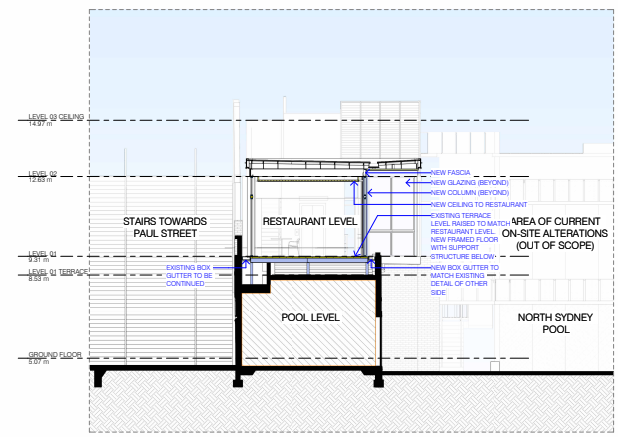 LEVEL 03 CEILING
14.97 m
LEVEL 02
12.63 m
NEW FASCIA
NEW GLAZING (BEYOND)
NEW COLUMN (BEYOND)
NEW CEILING TO RESTAURANT
STAIRS TOWARDS
PAUL STREET
RESTAURANT LEVEL
EXISTING TERRACE
LEVEL RAISED TO MATCH
RESTAURANT LEVEL.
NEW FRAMED FLOOR
WITH SUPPORT
STRUCTURE BELOW
AREA OF CURRENT
ON-SITE ALTERATIONS
(OUT OF SCOPE)
LEVEL 01
9.31 m
LEVEL 01 TERRACE
8.53 m
EXISTING BOX
GUTTER TO BE
CONTINUED
NEW BOX GUTTER TO
MATCH EXISTING
DETAIL OF OTHER
SIDE
POOL LEVEL
NORTH SYDNEY
POOL
GROUND FLOOR
5.07 m